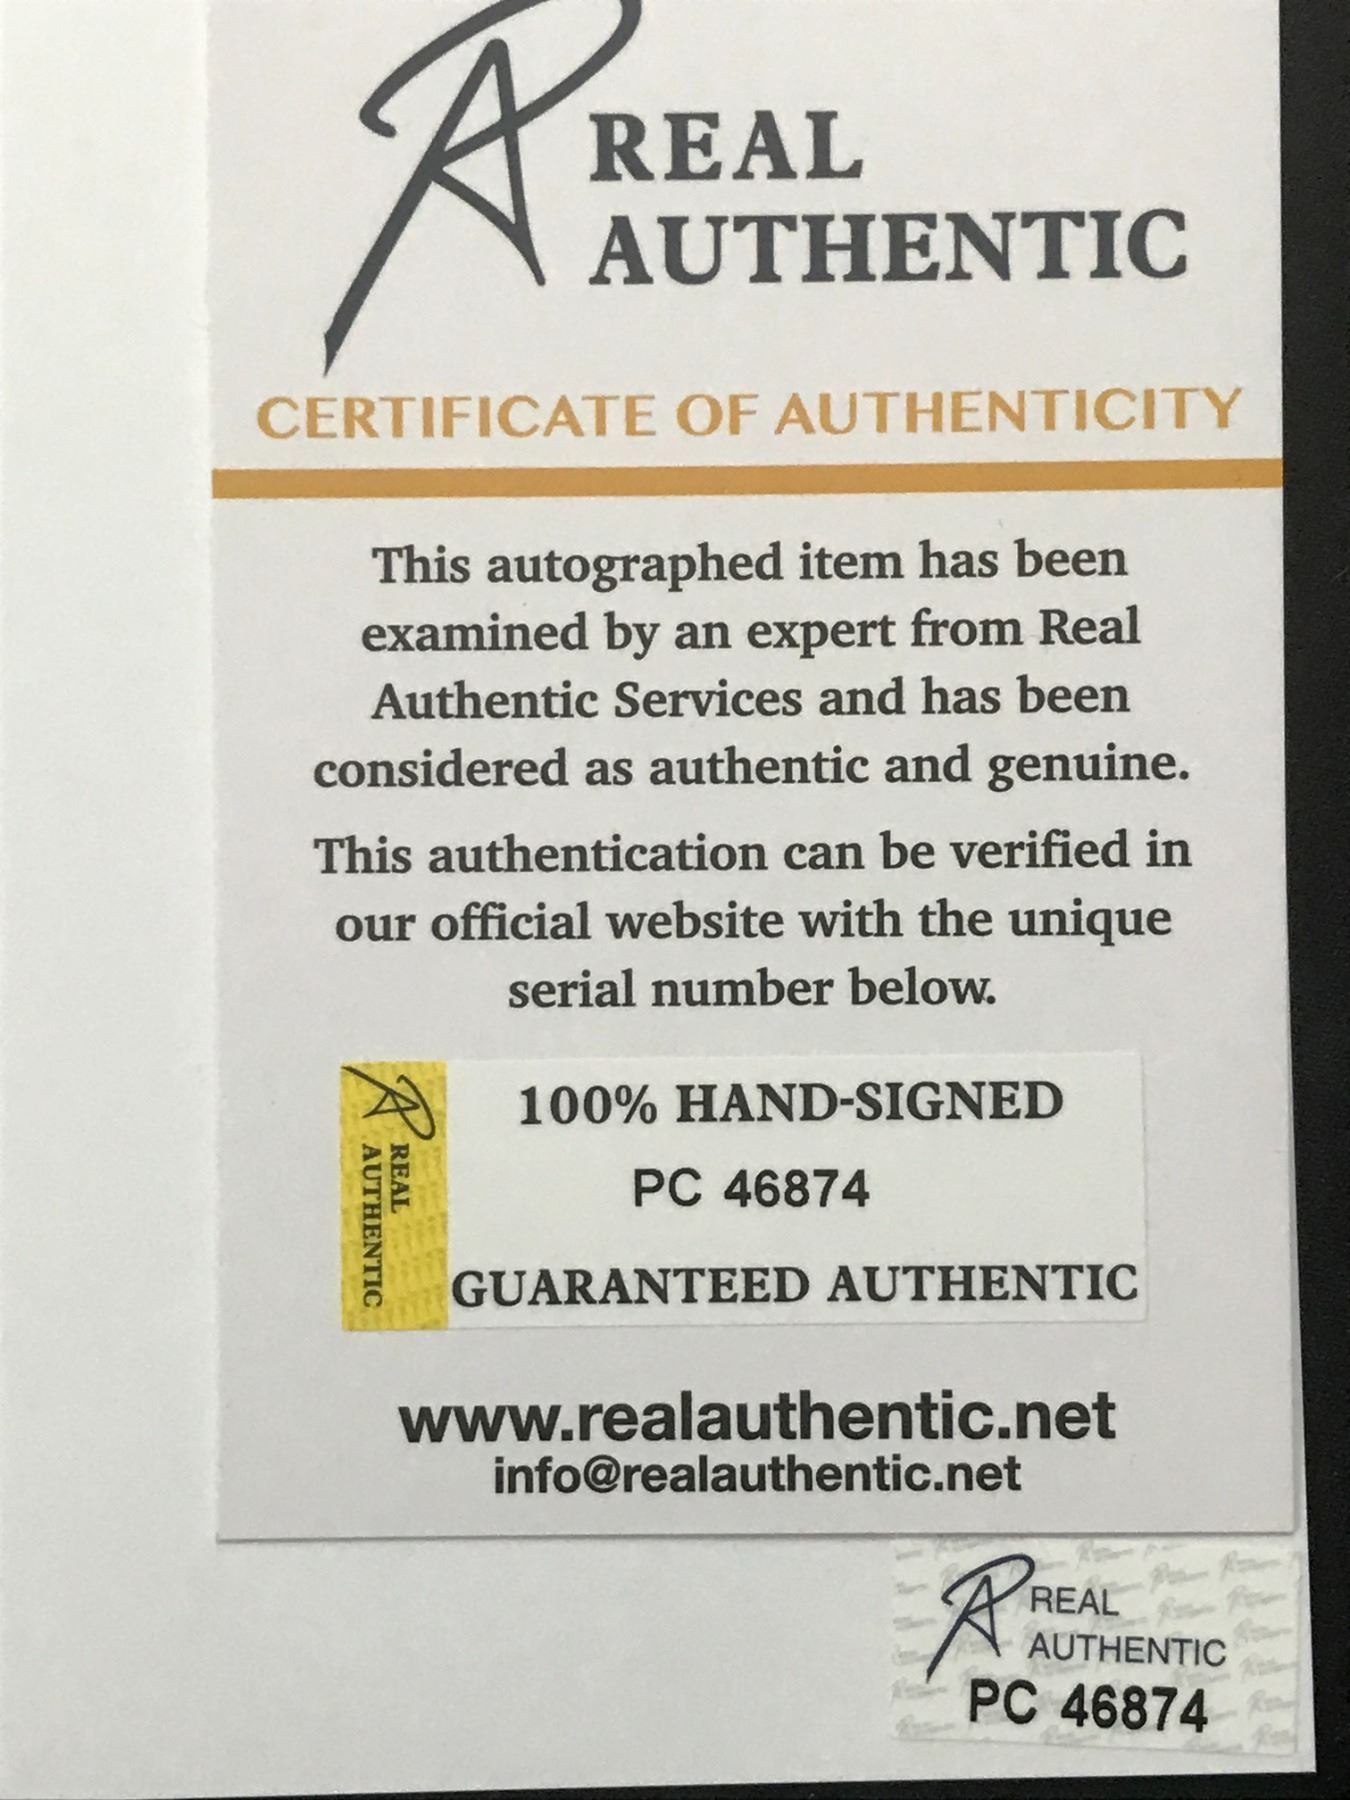 REAL
AUTHENTIC
CERTIFICATE OF AUTHENTICITY
This autographed item has been
examined by an expert from Real
Authentic Services and has been
considered as authentic and genuine.
This authentication can be verified in
our official website with the unique
serial number below.
REAL
AUTHENTIC
100% HAND-SIGNED
PC 46874
GUARANTEED AUTHENTIC
www.realauthentic.net
info@realauthentic.net
REAL
AUTHENTIC
PC 46874